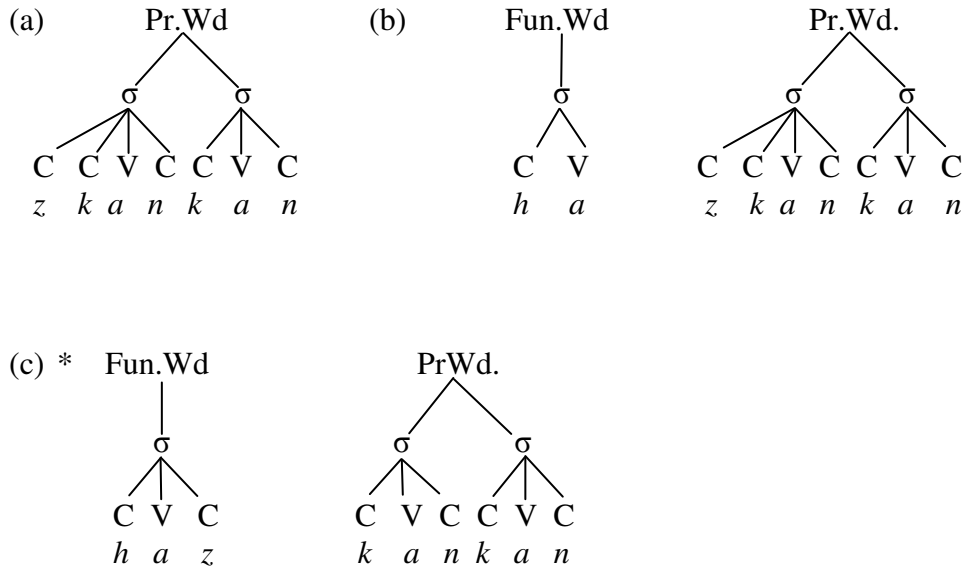 (a) Pr.Wd (b) Fun.Wd Pr.Wd.
σ σ σ σ σ
C C V C C V C C V C C V C C V C
z k a n k a n h a z k a n k a n
(c) * Fun.Wd PrWd.
σ σ σ
C V C C V C C V C
h a z k a n k a n